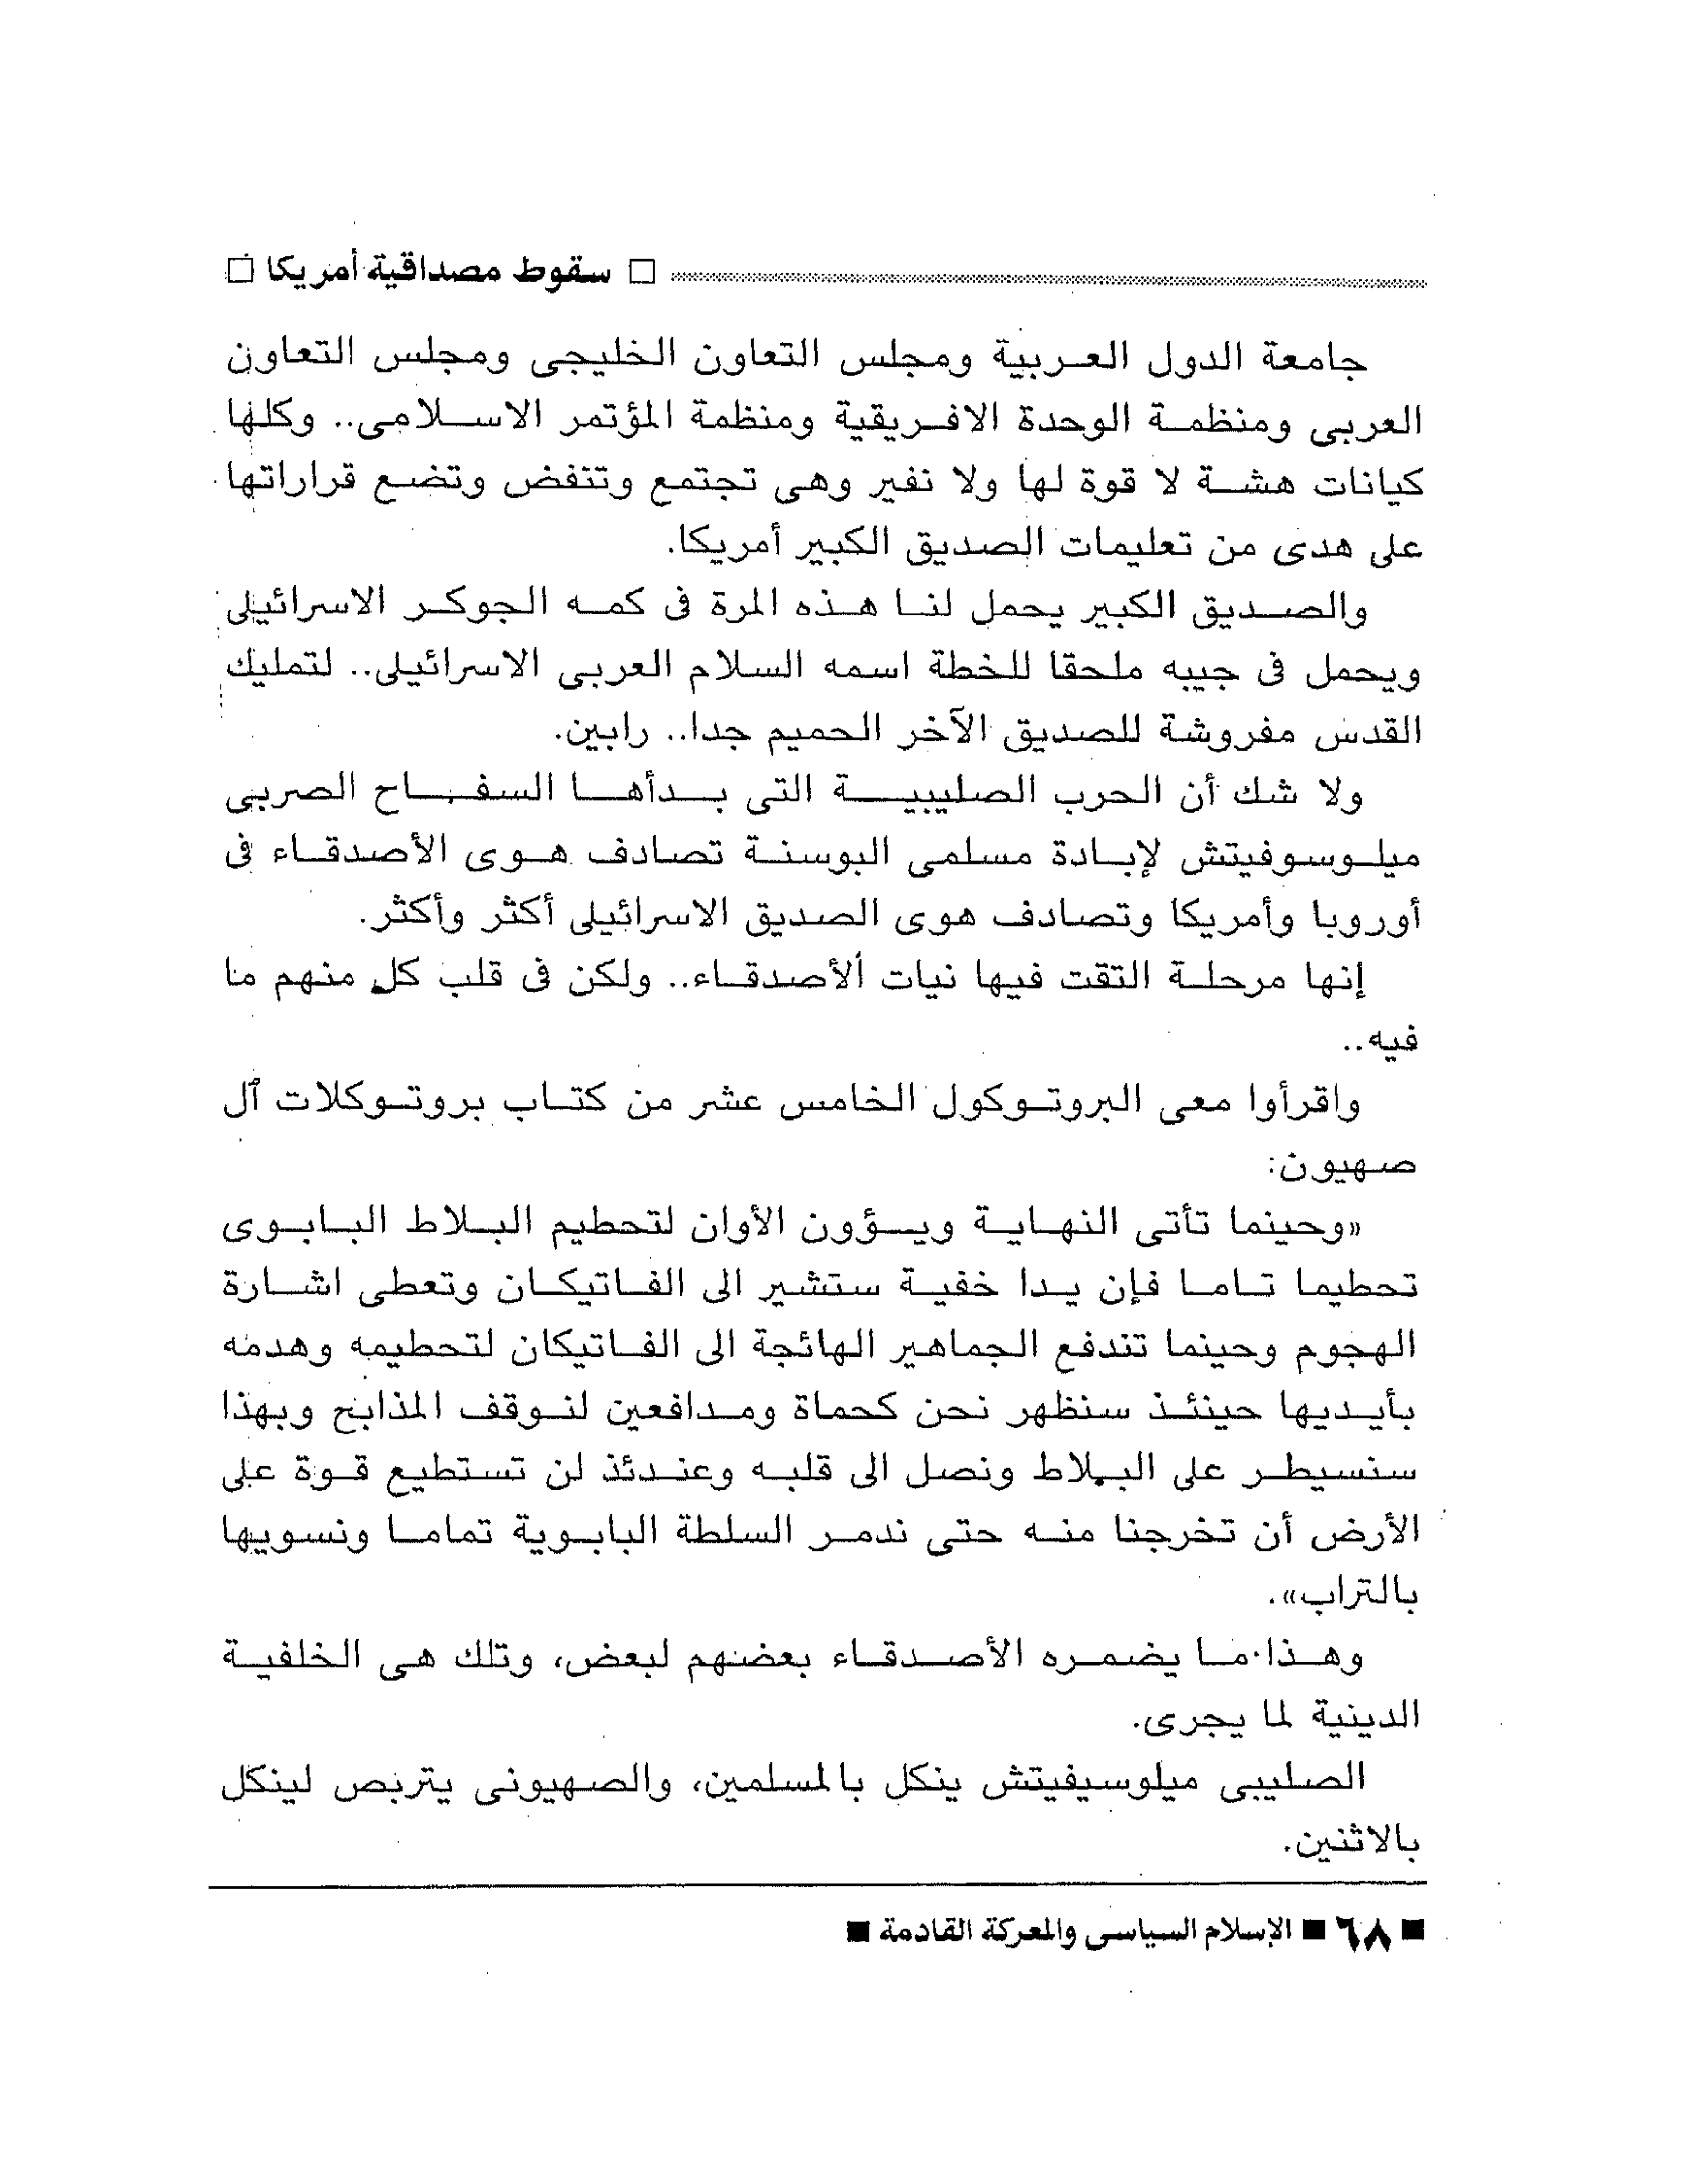 □ سقوط مصداقية أمريكا □
جامعة الدول العربية ومجلس التعاون الخليجى ومجلس التعاون
العربى ومنظمة الوحدة الافريقية ومنظمة المؤتمر الاسلامى.. وكلها
كيانات هشة لا قوة لها ولا نفير وهى تجتمع وتنفض وتضع قراراتها
على هدى من تعليمات الصديق الكبير أمريكا.
والصديق الكبير يحمل لنا هذه المرة فى كمه الجوكر الاسرائيلى
ويحمل فى جيبه ملحقا للخطة اسمه السلام العربى الاسرائيلى.. لتمليك
القدس مفروشة للصديق الآخر الحميم جدا.. رابين.
ولا شك أن الحرب الصليبية التى بدأها السفاح الصربى
ميلوسوفيتش لإبادة مسلمى البوسنة تصادف هوى الأصدقاء فى
أوروبا وأمريكا وتصادف هوى الصديق الاسرائيلى أكثر وأكثر.
إنها مرحلة التقت فيها نيات الأصدقاء.. ولكن فى قلب كل منهم ما
فيه..
واقرأوا معى البروتوكول الخامس عشر من كتاب بروتوكلات آل
صهيون:
«وحينما تأتى النهاية ويسؤون الأوان لتحطيم البلاط البابوى
تحطيما تاما فإن يدا خفية ستشير الى الفاتيكان وتعطى اشارة
الهجوم وحينما تندفع الجماهير الهائجة الى الفاتيكان لتحطيمه وهدمه
بأيديها حينئذ سنظهر نحن كحماة ومدافعين لنوقف المذابح وبهذا
سنسيطر على البلاط ونصل الى قلبه وعندئذ لن تستطيع قوة على
الأرض أن تخرجنا منه حتى ندمر السلطة البابوية تماما ونسويها
بالتراب».
وهذا ما يضمره الأصدقاء بعضهم لبعض، وتلك هى الخلفية
الدينية لما يجرى.
الصليبى ميلوسيفيتش ينكل بالمسلمين، والصهيونى يتربص لينكل
بالاثنين.
■ ٦٨ ■ الإسلام السياسى والمعركة القادمة ■